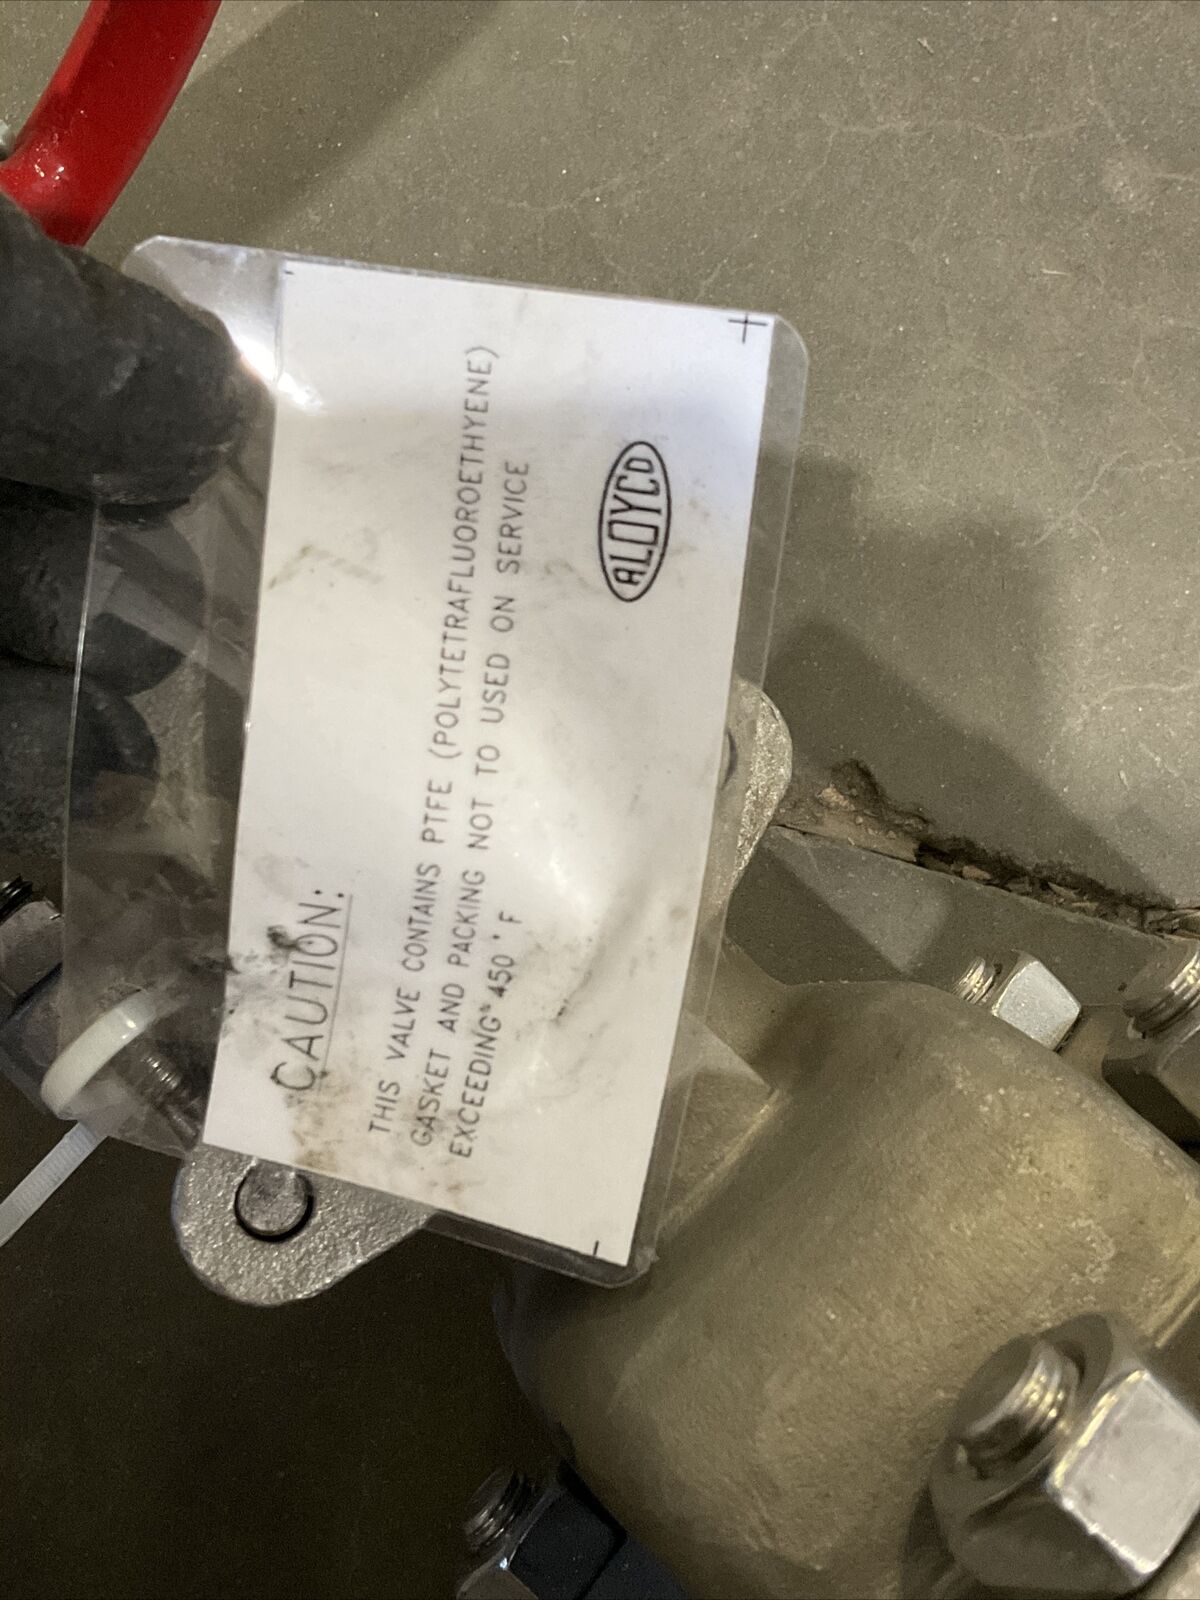 CAUTION:
THIS VALVE CONTAINS PTFE (POLYTETRAFLUOROETHYENE)
GASKET AND PACKING NOT TO USED ON SERVICE
EXCEEDING 450°F
ALOYCO